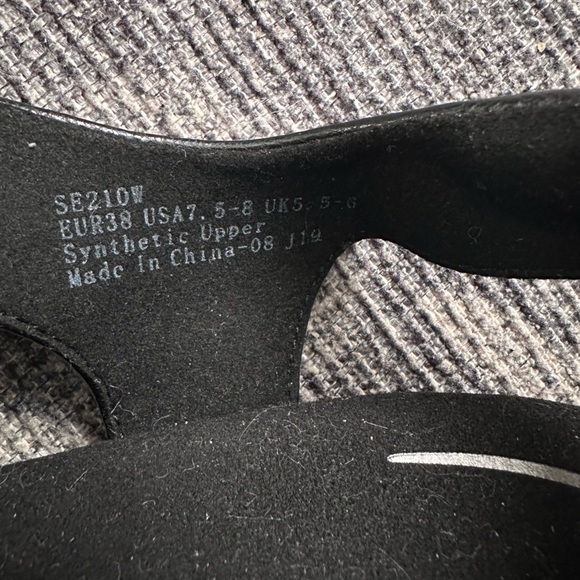 SE210W
EUR38 USA7.5-8 UK5.5-6
Synthetic Upper
Made In China-08 J19